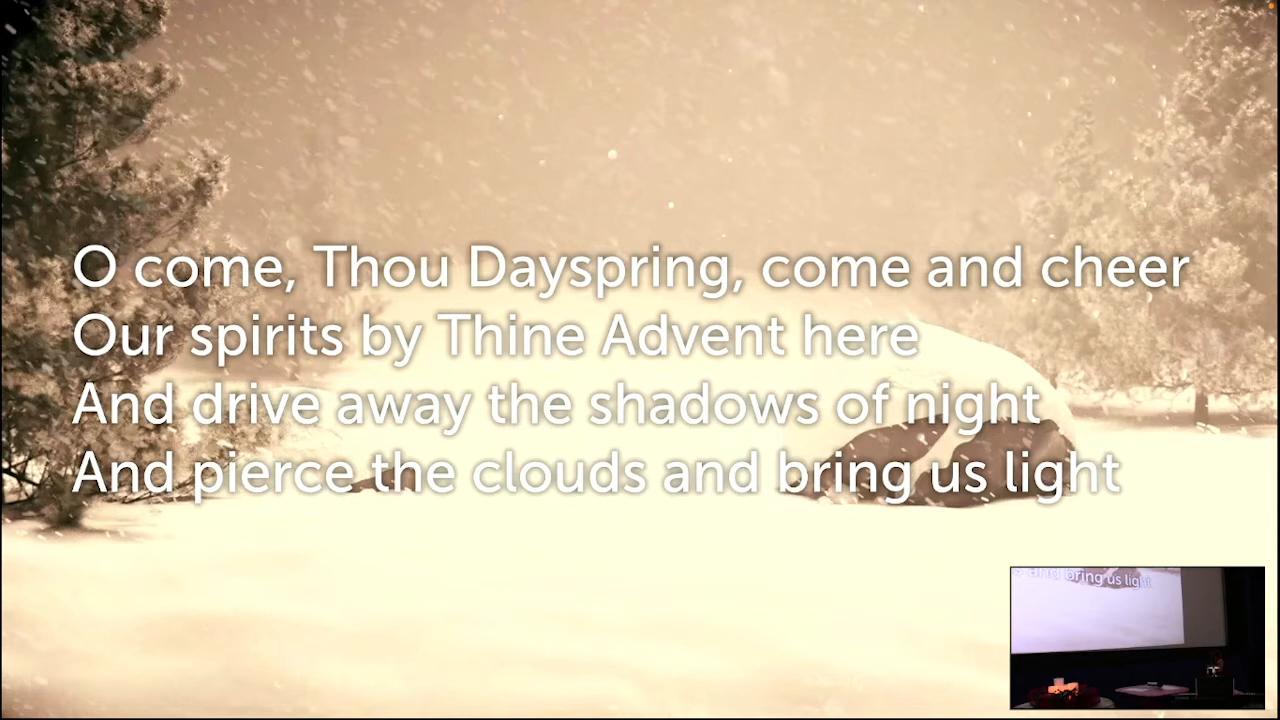 O come, Thou Dayspring, come and cheer
Our spirits by Thine Advent here
And drive away the shadows of night
And pierce the clouds and bring us light
and bring us light